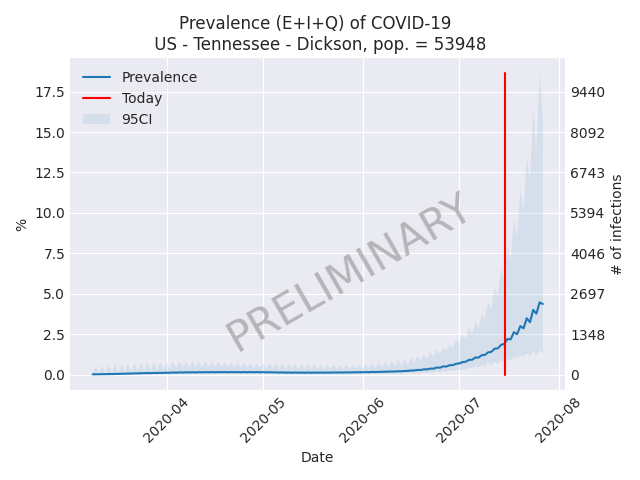 Prevalence (E+I+Q) of COVID-19
US - Tennessee - Dickson, pop. = 53948
Prevalence
Today
95CI
17.5
15.0
12.5
10.0
7.5
5.0
2.5
0.0
%
9440
8092
6743
5394
4046
2697
1348
0
# of infections
PRELIMINARY
2020-04
2020-05
2020-06
2020-07
2020-08
Date